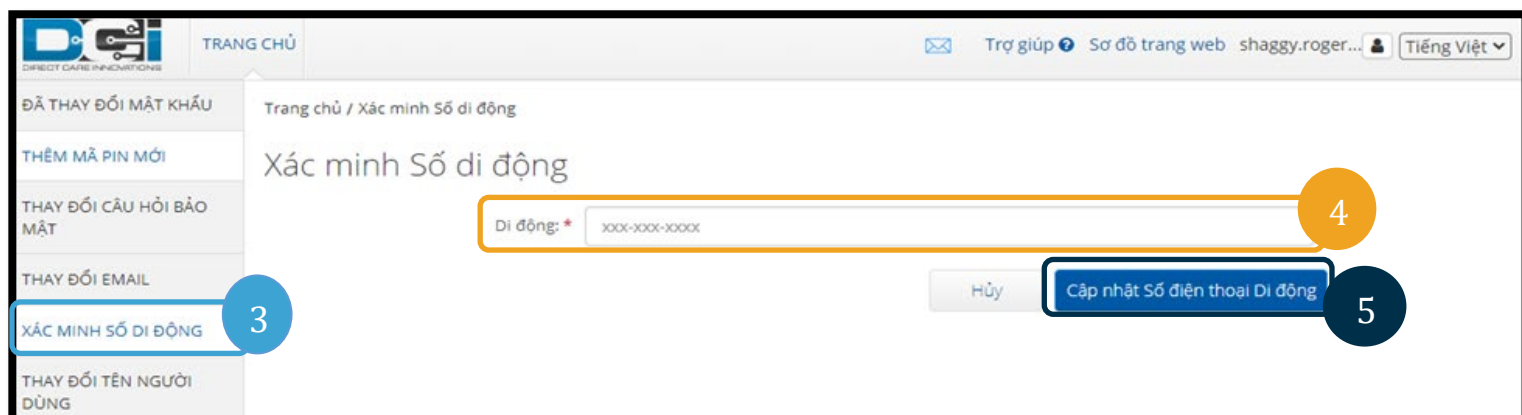 DCI
DIRECT CARE INNOVATIONS
TRANG CHỦ
Trợ giúp Sơ đồ trang web shaggy.roger... Tiếng Việt
ĐÃ THAY ĐỔI MẬT KHẨU
THÊM MÃ PIN MỚI
THAY ĐỔI CÂU HỎI BẢO
MẬT
THAY ĐỔI EMAIL
XÁC MINH SỐ DI ĐỘNG
3
THAY ĐỔI TÊN NGƯỜI
DÙNG
Trang chủ / Xác minh Số di động
Xác minh Số di động
Di động: * xxx-xxx-xxxx
4
Hủy
Cập nhật Số điện thoại Di động
5